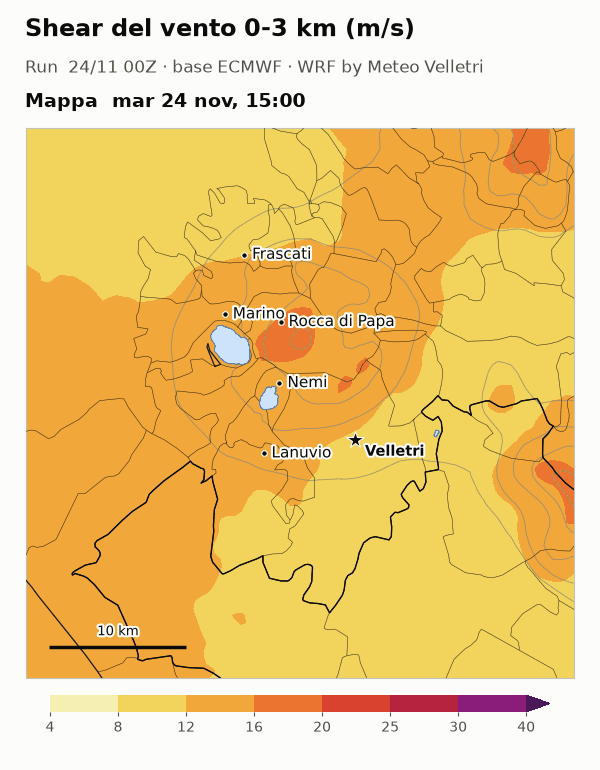 Shear del vento 0-3 km (m/s)
Run  24/11 00Z · base ECMWF · WRF by Meteo Velletri
Mappa  mar 24 nov, 15:00
Frascati
Marino
Rocca di Papa
Nemi
Velletri
Lanuvio
10 km
4 8 12 16 20 25 30 40